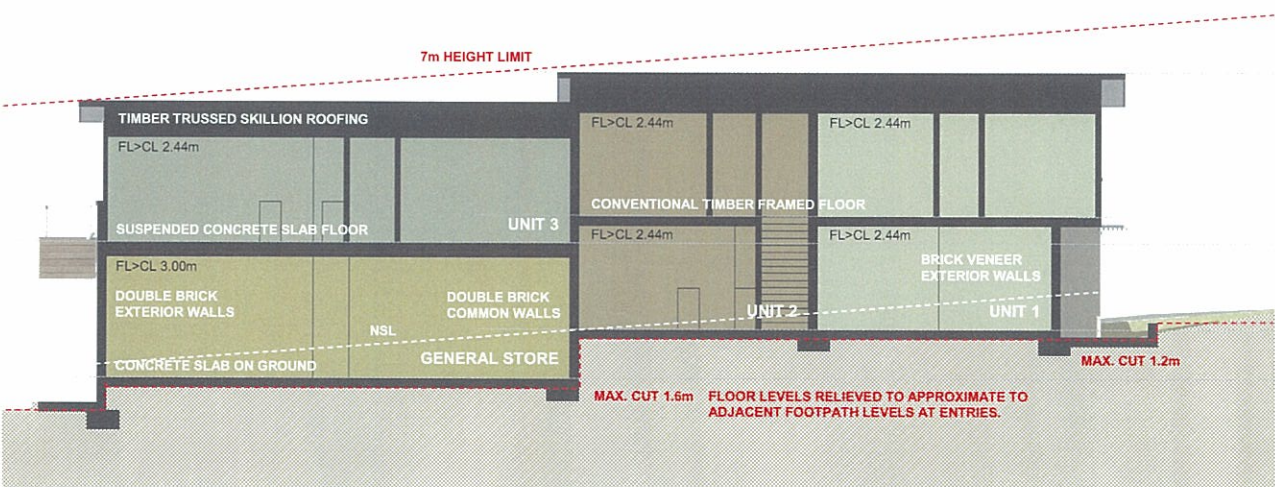 7m HEIGHT LIMIT
TIMBER TRUSSED SKILLION ROOFING
FL>CL 2.44m
FL>CL 2.44m
FL>CL 2.44m
SUSPENDED CONCRETE SLAB FLOOR
UNIT 3
CONVENTIONAL TIMBER FRAMED FLOOR
FL>CL 2.44m
FL>CL 2.44m
FL>CL 3.00m
DOUBLE BRICK
EXTERIOR WALLS
DOUBLE BRICK
COMMON WALLS
NSL
BRICK VENEER
EXTERIOR WALLS
UNIT 2
UNIT 1
CONCRETE SLAB ON GROUND
GENERAL STORE
MAX. CUT 1.2m
MAX. CUT 1.6m
FLOOR LEVELS RELIEVED TO APPROXIMATE TO
ADJACENT FOOTPATH LEVELS AT ENTRIES.